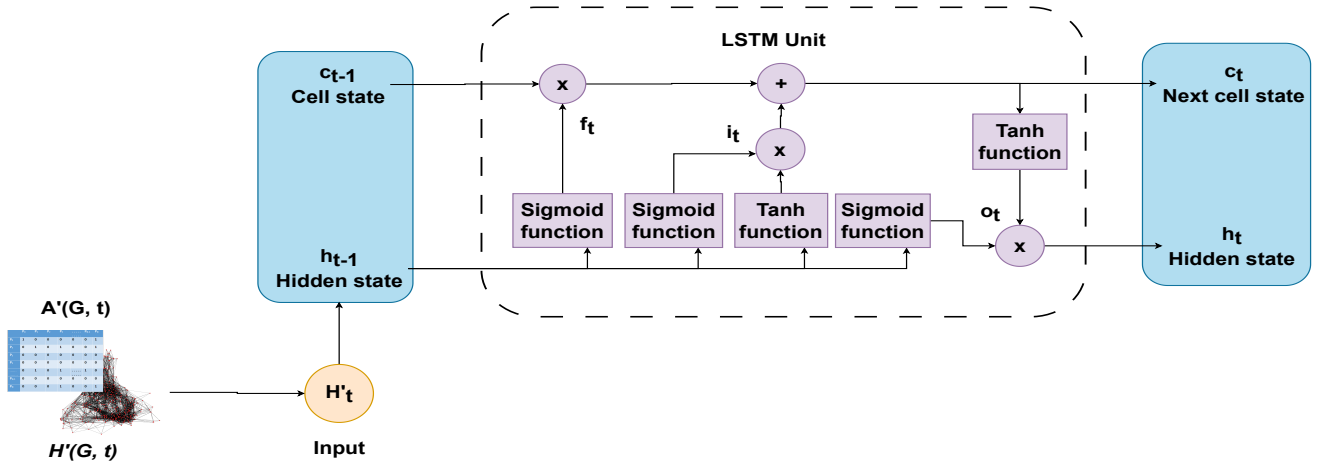 LSTM Unit
ct-1
Cell state
x
+
ct
Next cell state
ft
it
x
Tanh
function
Sigmoid
function
Sigmoid
function
Tanh
function
Sigmoid
function
ot
x
ht
Hidden state
ht-1
Hidden state
A'(G, t)
H't
H'(G, t)
Input